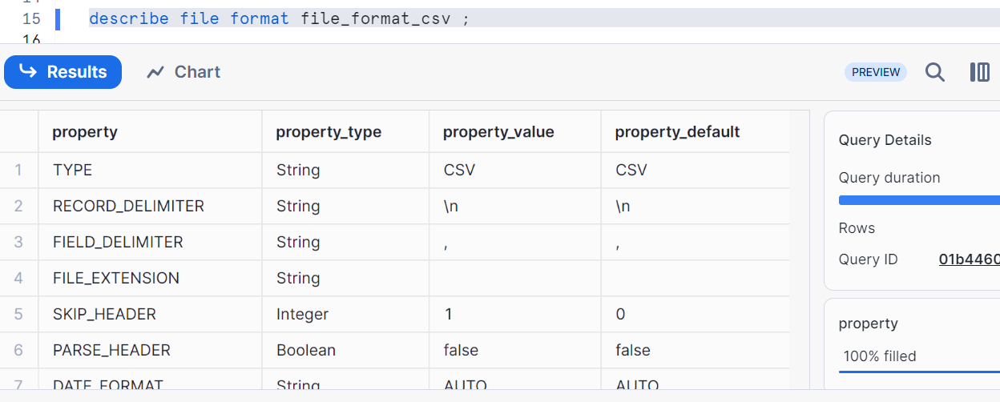 15 describe file format file_format_csv ;
16
Results Chart PREVIEW
property property_type property_value property_default
1 TYPE String CSV CSV
2 RECORD_DELIMITER String \n \n
3 FIELD_DELIMITER String , ,
4 FILE_EXTENSION String
5 SKIP_HEADER Integer 1 0
6 PARSE_HEADER Boolean false false
7 DATE_FORMAT String AUTO AUTO
Query Details
Query duration
Rows
Query ID 01b4460
property
100% filled